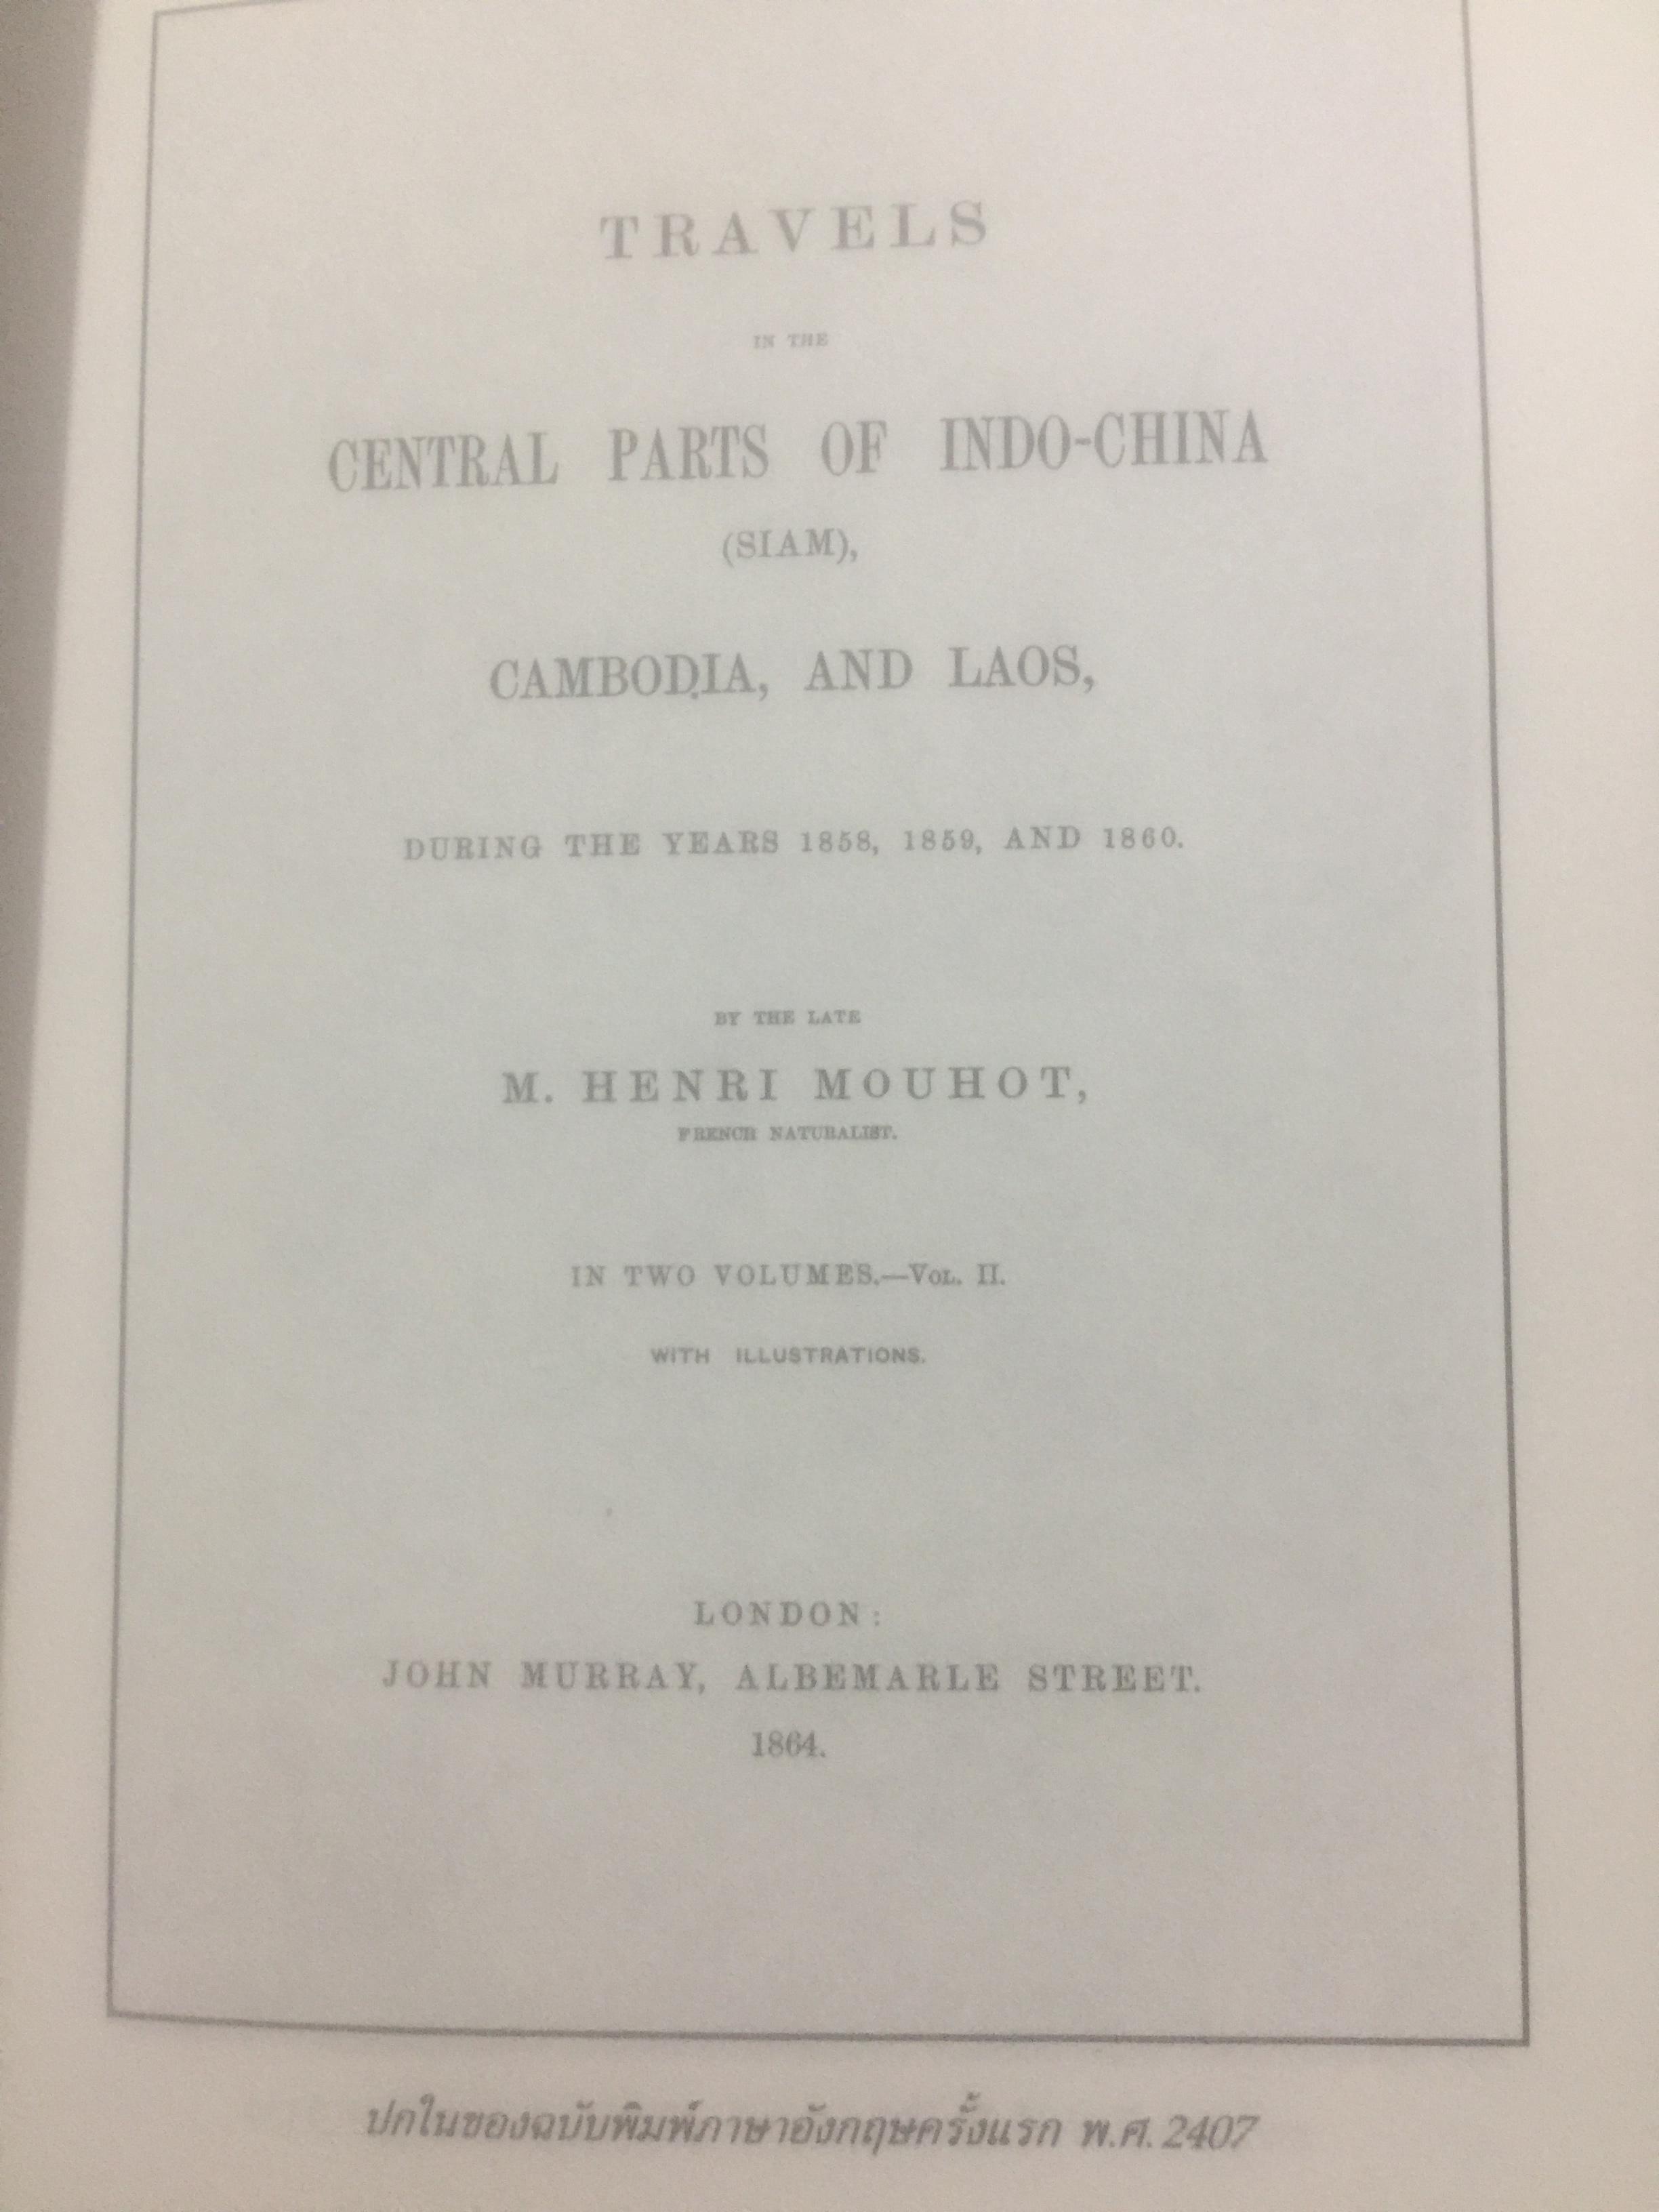 TRAVELS
IN THE
CENTRAL PARTS OF INDO-CHINA
(SIAM),
CAMBODIA, AND LAOS,
DURING THE YEARS 1858, 1859, AND 1860.
BY THE LATE
M. HENRI MOUHOT,
FRENCH NATURALIST.
IN TWO VOLUMES.—VOL. II.
WITH ILLUSTRATIONS.
LONDON:
JOHN MURRAY, ALBEMARLE STREET.
1864.
ปกในของฉบับพิมพ์ภาษาอังกฤษครั้งแรก พ.ศ. 2407